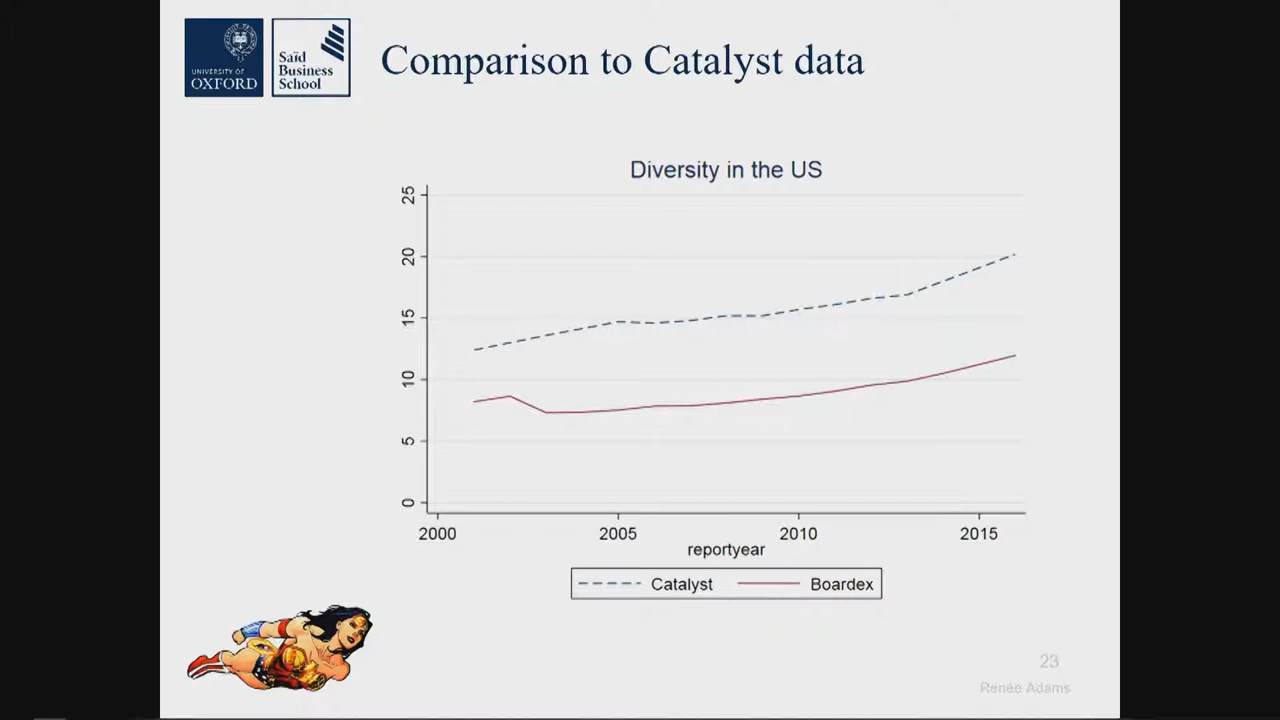 UNIVERSITY OF
OXFORD
Saïd
Business
School
Comparison to Catalyst data
Diversity in the US
25
20
15
10
5
0
2000 2005 2010 2015
reportyear
Catalyst Boardex
23
Renée Adams